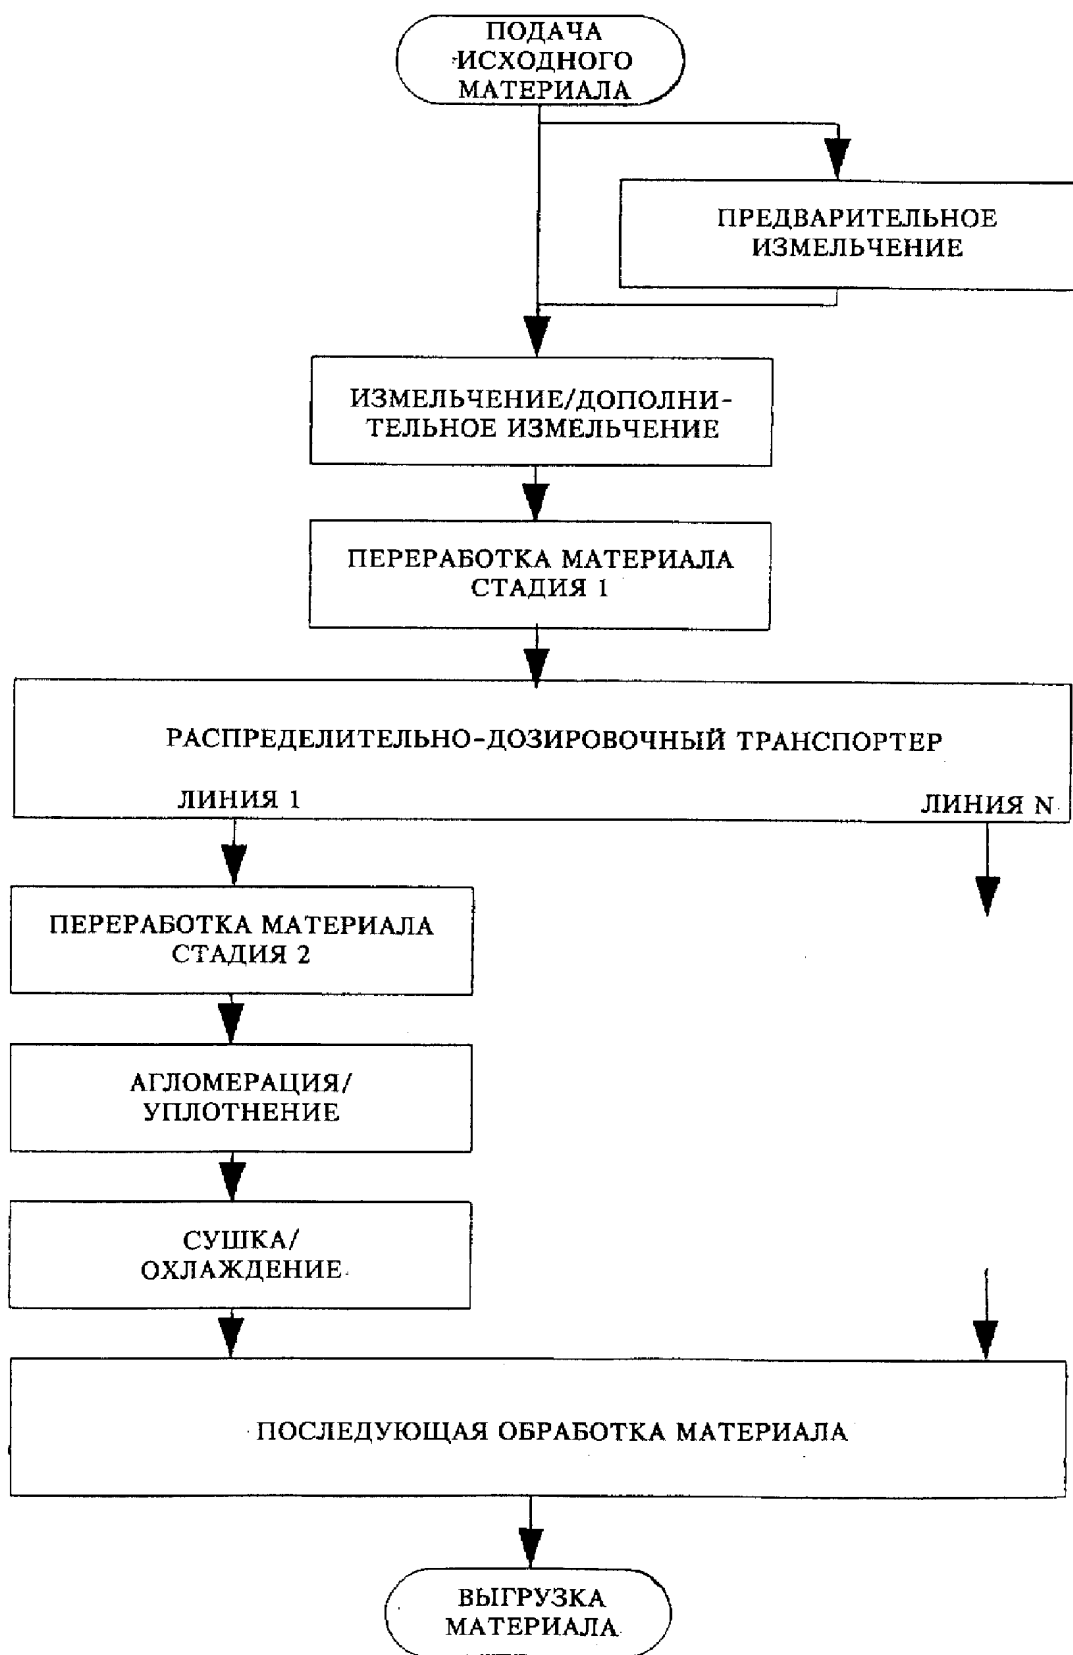 ПОДАЧА
ИСХОДНОГО
МАТЕРИАЛА
ПРЕДВАРИТЕЛЬНОЕ
ИЗМЕЛЬЧЕНИЕ
ИЗМЕЛЬЧЕНИЕ/ДОПОЛНИ-
ТЕЛЬНОЕ ИЗМЕЛЬЧЕНИЕ
ПЕРЕРАБОТКА МАТЕРИАЛА
СТАДИЯ 1
РАСПРЕДЕЛИТЕЛЬНО-ДОЗИРОВОЧНЫЙ ТРАНСПОРТЕР
ЛИНИЯ 1
ЛИНИЯ N
ПЕРЕРАБОТКА МАТЕРИАЛА
СТАДИЯ 2
АГЛОМЕРАЦИЯ/
УПЛОТНЕНИЕ
СУШКА/
ОХЛАЖДЕНИЕ
ПОСЛЕДУЮЩАЯ ОБРАБОТКА МАТЕРИАЛА
ВЫГРУЗКА
МАТЕРИАЛА